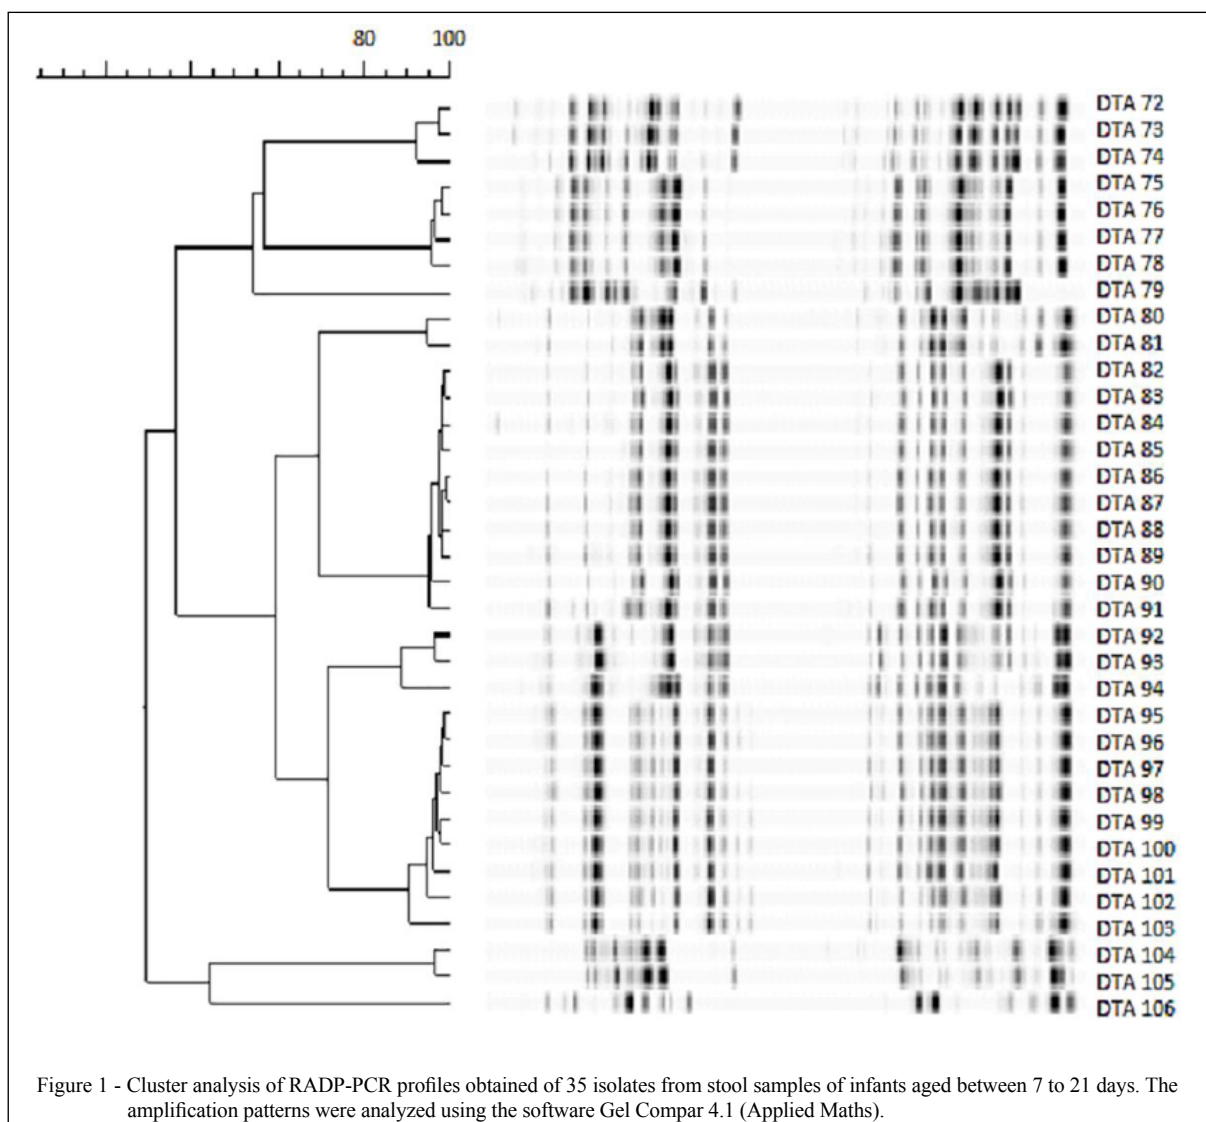 80 100
DTA 72
DTA 73
DTA 74
DTA 75
DTA 76
DTA 77
DTA 78
DTA 79
DTA 80
DTA 81
DTA 82
DTA 83
DTA 84
DTA 85
DTA 86
DTA 87
DTA 88
DTA 89
DTA 90
DTA 91
DTA 92
DTA 93
DTA 94
DTA 95
DTA 96
DTA 97
DTA 98
DTA 99
DTA 100
DTA 101
DTA 102
DTA 103
DTA 104
DTA 105
DTA 106
Figure 1 - Cluster analysis of RADP-PCR profiles obtained of 35 isolates from stool samples of infants aged between 7 to 21 days. The
amplification patterns were analyzed using the software Gel Compar 4.1 (Applied Maths).